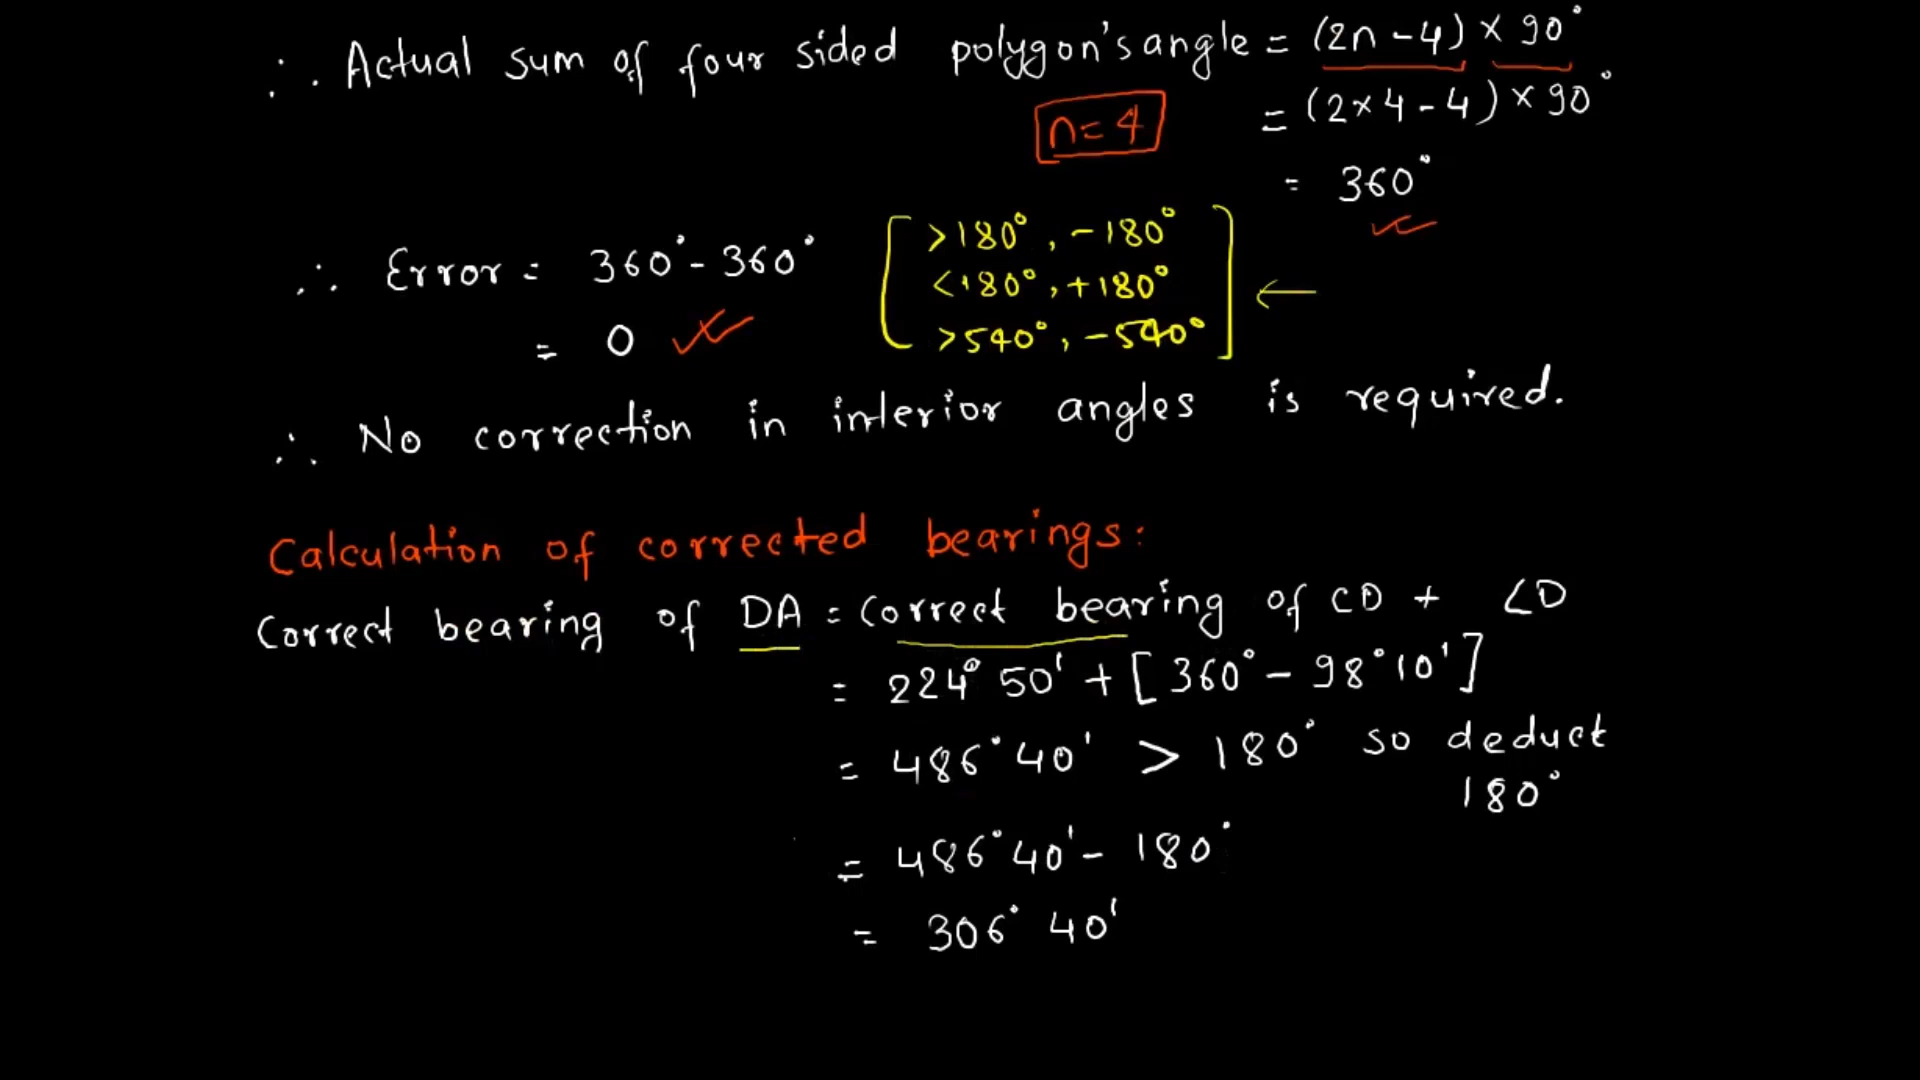 ∴ Actual sum of four sided polygon's angle = (2n - 4) × 90°
n = 4
= (2×4 - 4) × 90°
= 360°
∴ Error = 360° - 360°
= 0
>180°, -180°
<180°, +180°
>540°, -540°
←
∴ No correction in interior angles is required.
Calculation of corrected bearings:
Correct bearing of DA = Correct bearing of CD + ∠D
= 224° 50' + [360° - 98° 10']
= 486° 40' > 180° so deduct
180°
= 486° 40' - 180°
= 306° 40'